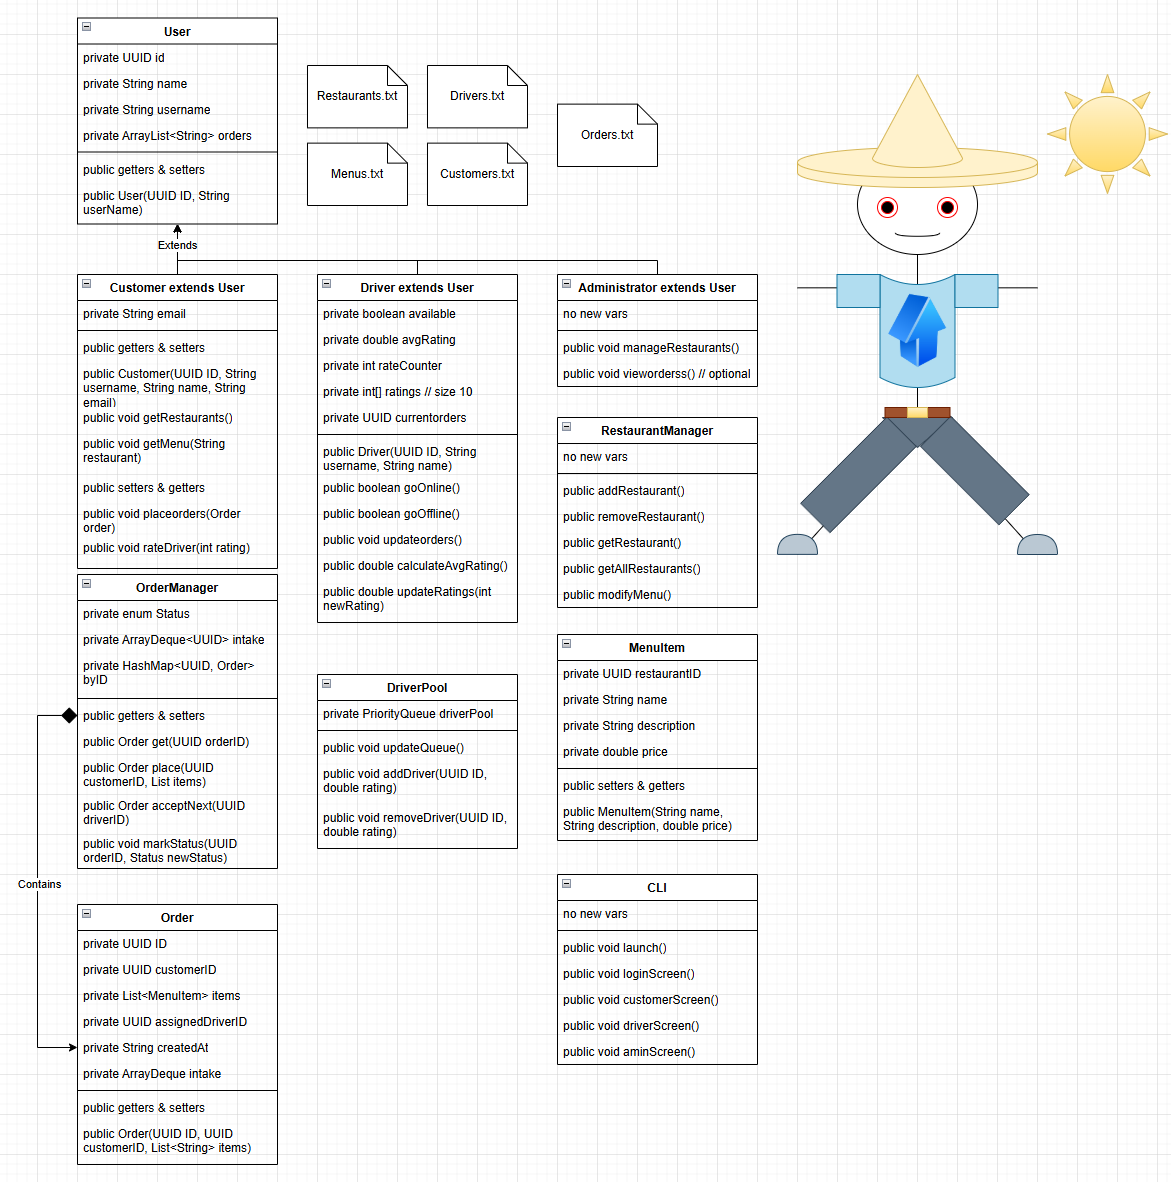 User
private UUID id
private String name
private String username
private ArrayList<String> orders
public getters & setters
public User(UUID ID, String
userName)
Restaurants.txt
Drivers.txt
Orders.txt
Menus.txt
Customers.txt
Extends
Customer extends User
private String email
public getters & setters
public Customer(UUID ID, String
username, String name, String
email)
public void getRestaurants()
public void getMenu(String
restaurant)
public setters & getters
public void placeorders(Order
order)
public void rateDriver(int rating)
Driver extends User
private boolean available
private double avgRating
private int rateCounter
private int[] ratings // size 10
private UUID currentorders
public Driver(UUID ID, String
username, String name)
public boolean goOnline()
public boolean goOffline()
public void updateorders()
public double calculateAvgRating()
public double updateRatings(int
newRating)
Administrator extends User
no new vars
public void manageRestaurants()
public void vieworderss() // optional
RestaurantManager
no new vars
public addRestaurant()
public removeRestaurant()
public getRestaurant()
public getAllRestaurants()
public modifyMenu()
OrderManager
private enum Status
private ArrayDeque<UUID> intake
private HashMap<UUID, Order>
byID
public getters & setters
public Order get(UUID orderID)
public Order place(UUID
customerID, List items)
public Order acceptNext(UUID
driverID)
public void markStatus(UUID
orderID, Status newStatus)
DriverPool
private PriorityQueue driverPool
public void updateQueue()
public void addDriver(UUID ID,
double rating)
public void removeDriver(UUID ID,
double rating)
MenuItem
private UUID restaurantID
private String name
private String description
private double price
public setters & getters
public MenuItem(String name,
String description, double price)
Contains
Order
private UUID ID
private UUID customerID
private List<MenuItem> items
private UUID assignedDriverID
private String createdAt
private ArrayDeque intake
public getters & setters
public Order(UUID ID, UUID
customerID, List<String> items)
CLI
no new vars
public void launch()
public void loginScreen()
public void customerScreen()
public void driverScreen()
public void aminScreen()